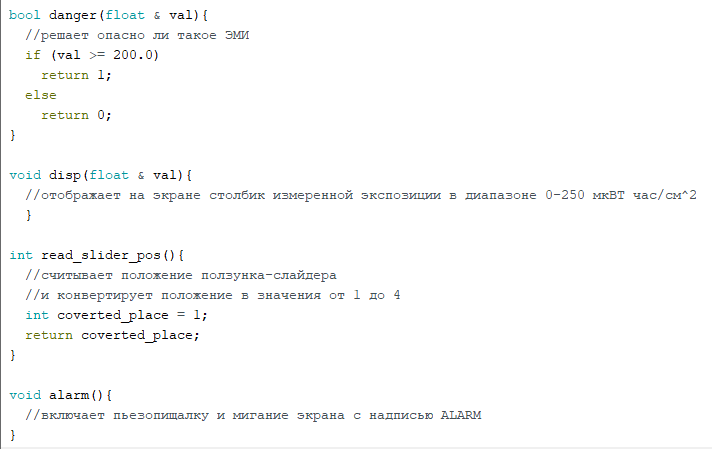 bool danger(float & val){
//решает опасно ли такое ЭМИ
if (val >= 200.0)
return 1;
else
return 0;
}
void disp(float & val){
//отображает на экране столбик измеренной экспозиции в диапазоне 0-250 мкВТ час/см^2
}
int read_slider_pos(){
//считывает положение ползунка-слайдера
//и конвертирует положение в значения от 1 до 4
int coverted_place = 1;
return coverted_place;
}
void alarm(){
//включает пьезопищалку и мигание экрана с надписью ALARM
}